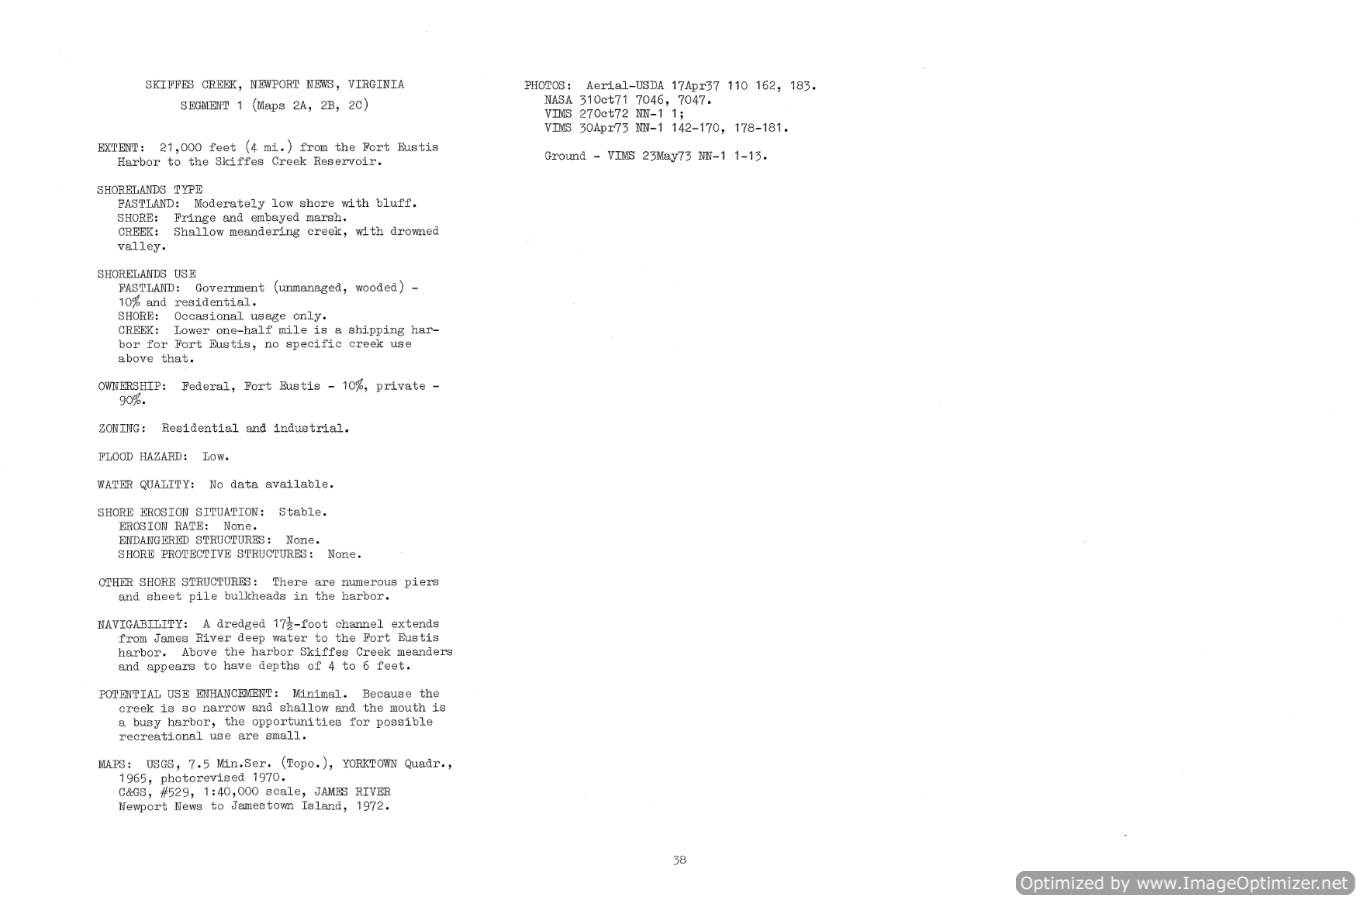 SKIFFES CREEK, NEWPORT NEWS, VIRGINIA
SEGMENT 1 (Maps 2A, 2B, 2C)
EXTENT: 21,000 feet (4 mi.) from the Fort Eustis
Harbor to the Skiffes Creek Reservoir.
SHORELANDS TYPE
FASTLAND: Moderately low shore with bluff.
SHORE: Fringe and embayed marsh.
CREEK: Shallow meandering creek, with drowned
valley.
SHORELANDS USE
FASTLAND: Government (unmanaged, wooded) -
10% and residential.
SHORE: Occasional usage only.
CREEK: Lower one-half mile is a shipping har-
bor for Fort Eustis, no specific creek use
above that.
OWNERSHIP: Federal, Fort Eustis - 10%, private -
90%.
ZONING: Residential and industrial.
FLOOD HAZARD: Low.
WATER QUALITY: No data available.
SHORE EROSION SITUATION: Stable.
EROSION RATE: None.
ENDANGERED STRUCTURES: None.
SHORE PROTECTIVE STRUCTURES: None.
OTHER SHORE STRUCTURES: There are numerous piers
and sheet pile bulkheads in the harbor.
NAVIGABILITY: A dredged 17½-foot channel extends
from James River deep water to the Fort Eustis
harbor. Above the harbor Skiffes Creek meanders
and appears to have depths of 4 to 6 feet.
POTENTIAL USE ENHANCEMENT: Minimal. Because the
creek is so narrow and shallow and the mouth is
a busy harbor, the opportunities for possible
recreational use are small.
MAPS: USGS, 7.5 Min.Ser. (Topo.), YORKTOWN Quadr.,
1965, photorevised 1970.
C&GS, #529, 1:40,000 scale, JAMES RIVER
Newport News to Jamestown Island, 1972.
PHOTOS: Aerial-USDA 17Apr37 110 162, 183.
NASA 31Oct71 7046, 7047.
VIMS 27Oct72 NN-1 1;
VIMS 30Apr73 NN-1 142-170, 178-181.
Ground - VIMS 23May73 NN-1 1-13.
38
Optimized by www.ImageOptimizer.net